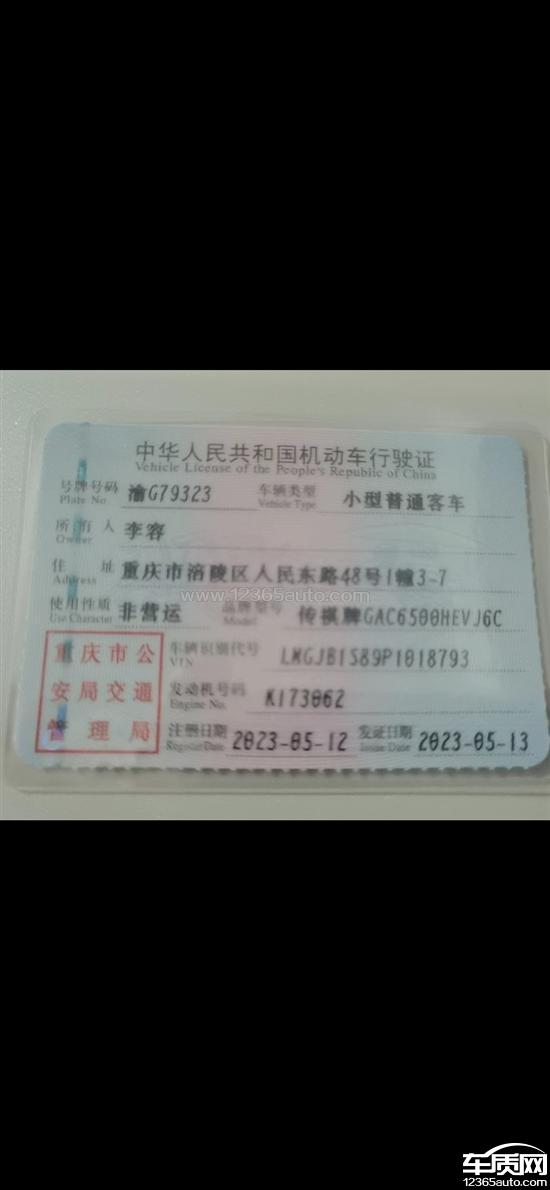 中华人民共和国机动车行驶证
Vehicle License of the People's Republic of China
号牌号码 渝G79323 车辆类型 小型普通客车
Plate No. Vehicle Type
所有人 李容
Owner
住址 重庆市涪陵区人民东路48号1幢3-7
Address
www.12365auto.com
使用性质 非营运 品牌型号 传祺牌GAC6500HEVJ6C
Use Character Model
重庆市公 车辆识别代号 LMGJB1S89P1018793
VIN
安局交通 发动机号码 K173062
Engine No.
管理局 注册日期 2023-05-12 发证日期 2023-05-13
Register Date Issue Date
车质网
12365auto.com